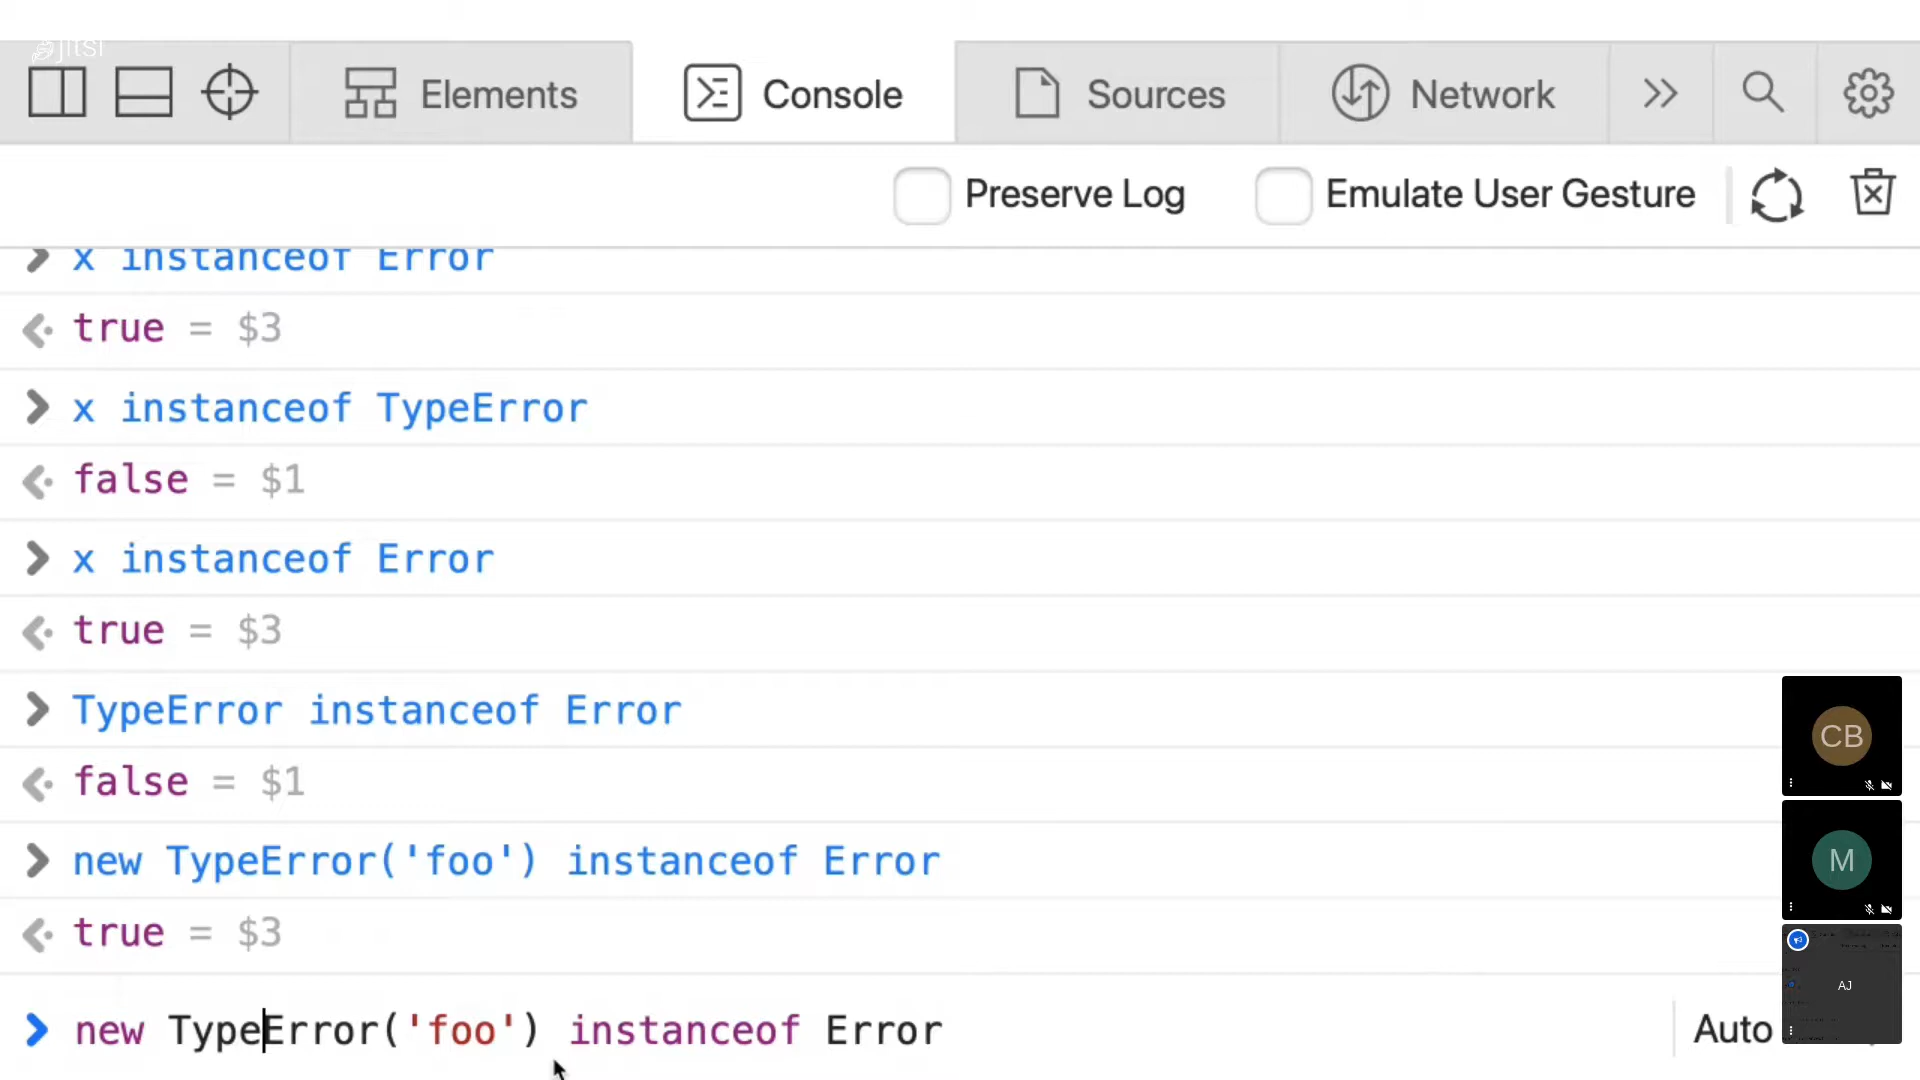 jitsi
Elements
Console
Sources
Network
Preserve Log
Emulate User Gesture
x instanceof Error
true = $3
x instanceof TypeError
false = $1
x instanceof Error
true = $3
TypeError instanceof Error
false = $1
new TypeError('foo') instanceof Error
true = $3
new TypeError('foo') instanceof Error
Auto
CB
M
AJ